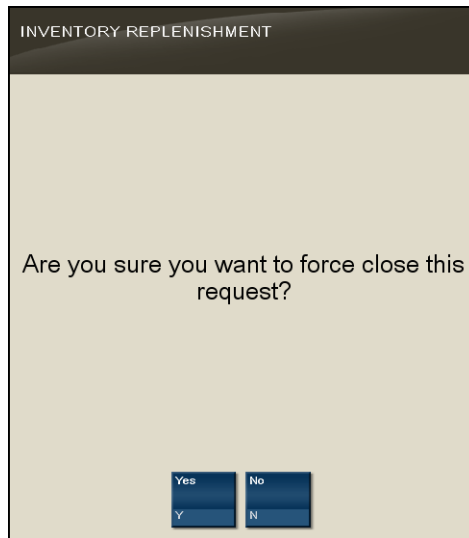 INVENTORY REPLENISHMENT
Are you sure you want to force close this
request?
Yes No
Y N